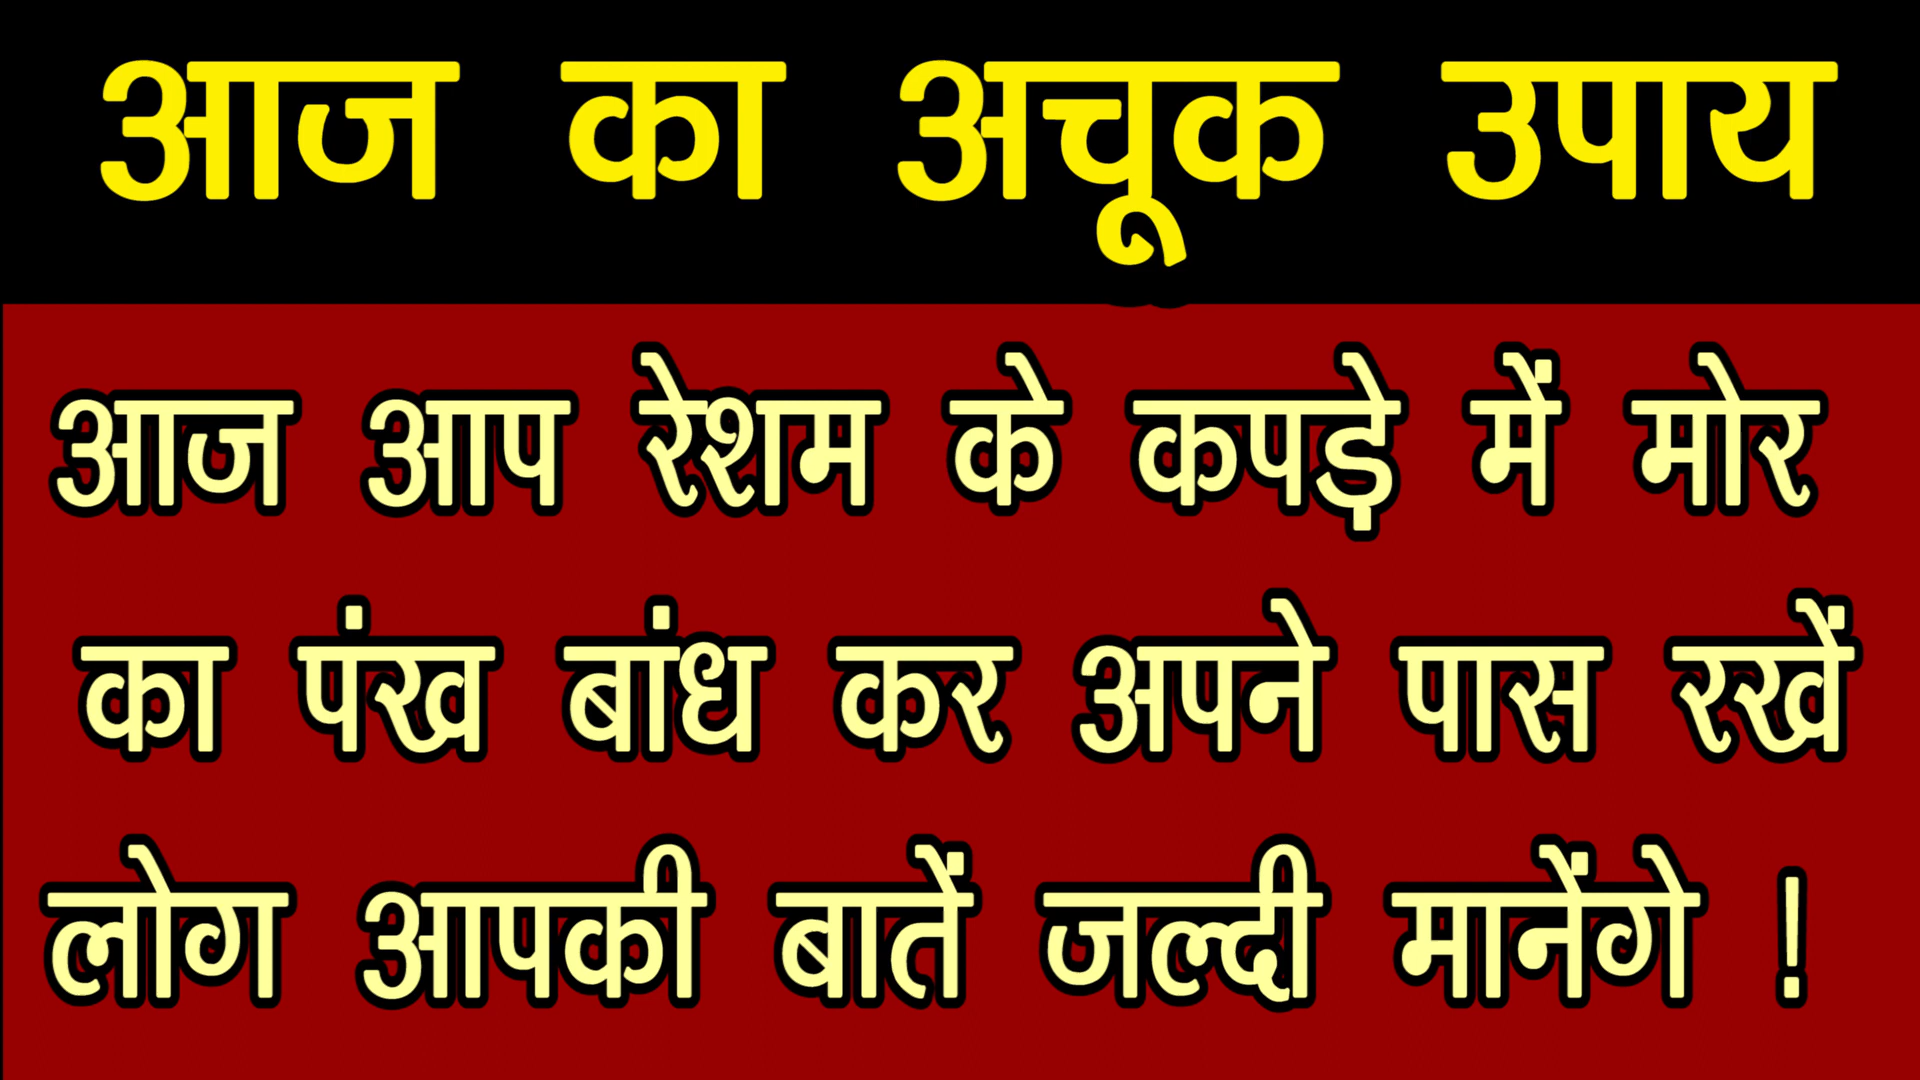 आज का अचूक उपाय
आज आप रेशम के कपड़े में मोर
का पंख बांध कर अपने पास रखें
लोग आपकी बातें जल्दी मानेंगे !